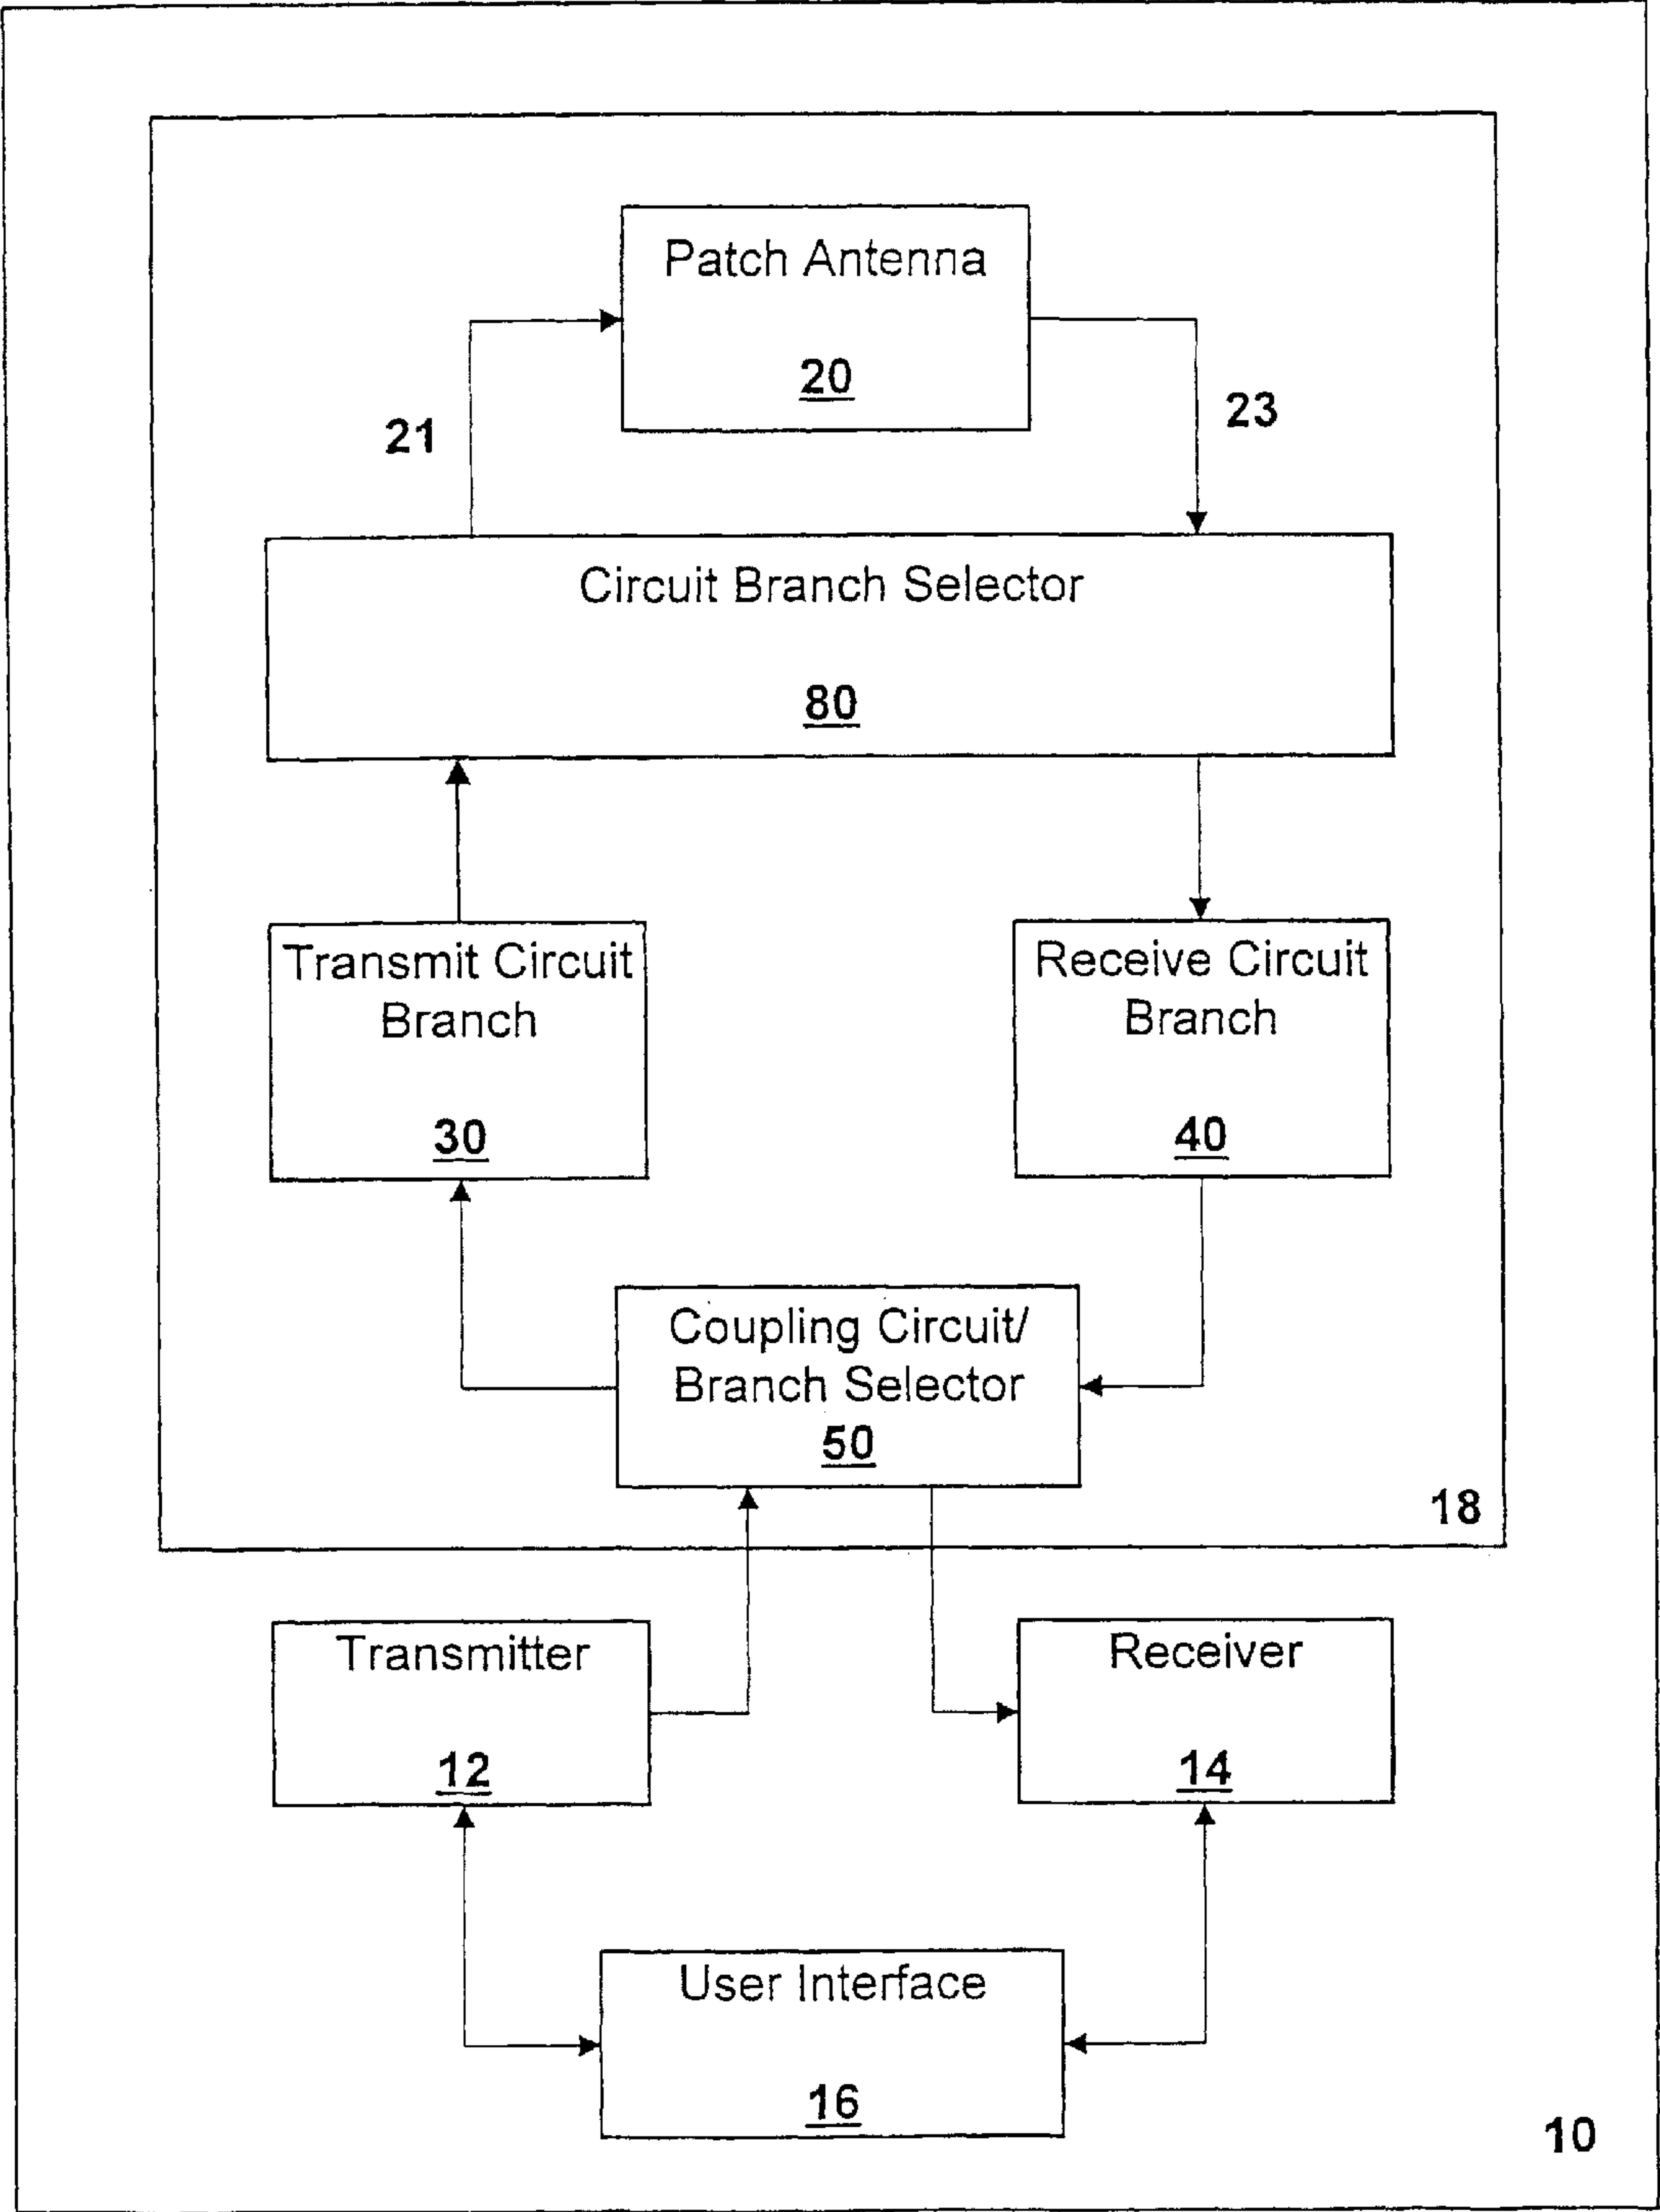 Patch Antenna
20
21
23
Circuit Branch Selector
80
Transmit Circuit
Branch
30
Receive Circuit
Branch
40
Coupling Circuit/
Branch Selector
50
18
Transmitter
12
Receiver
14
User Interface
16
10